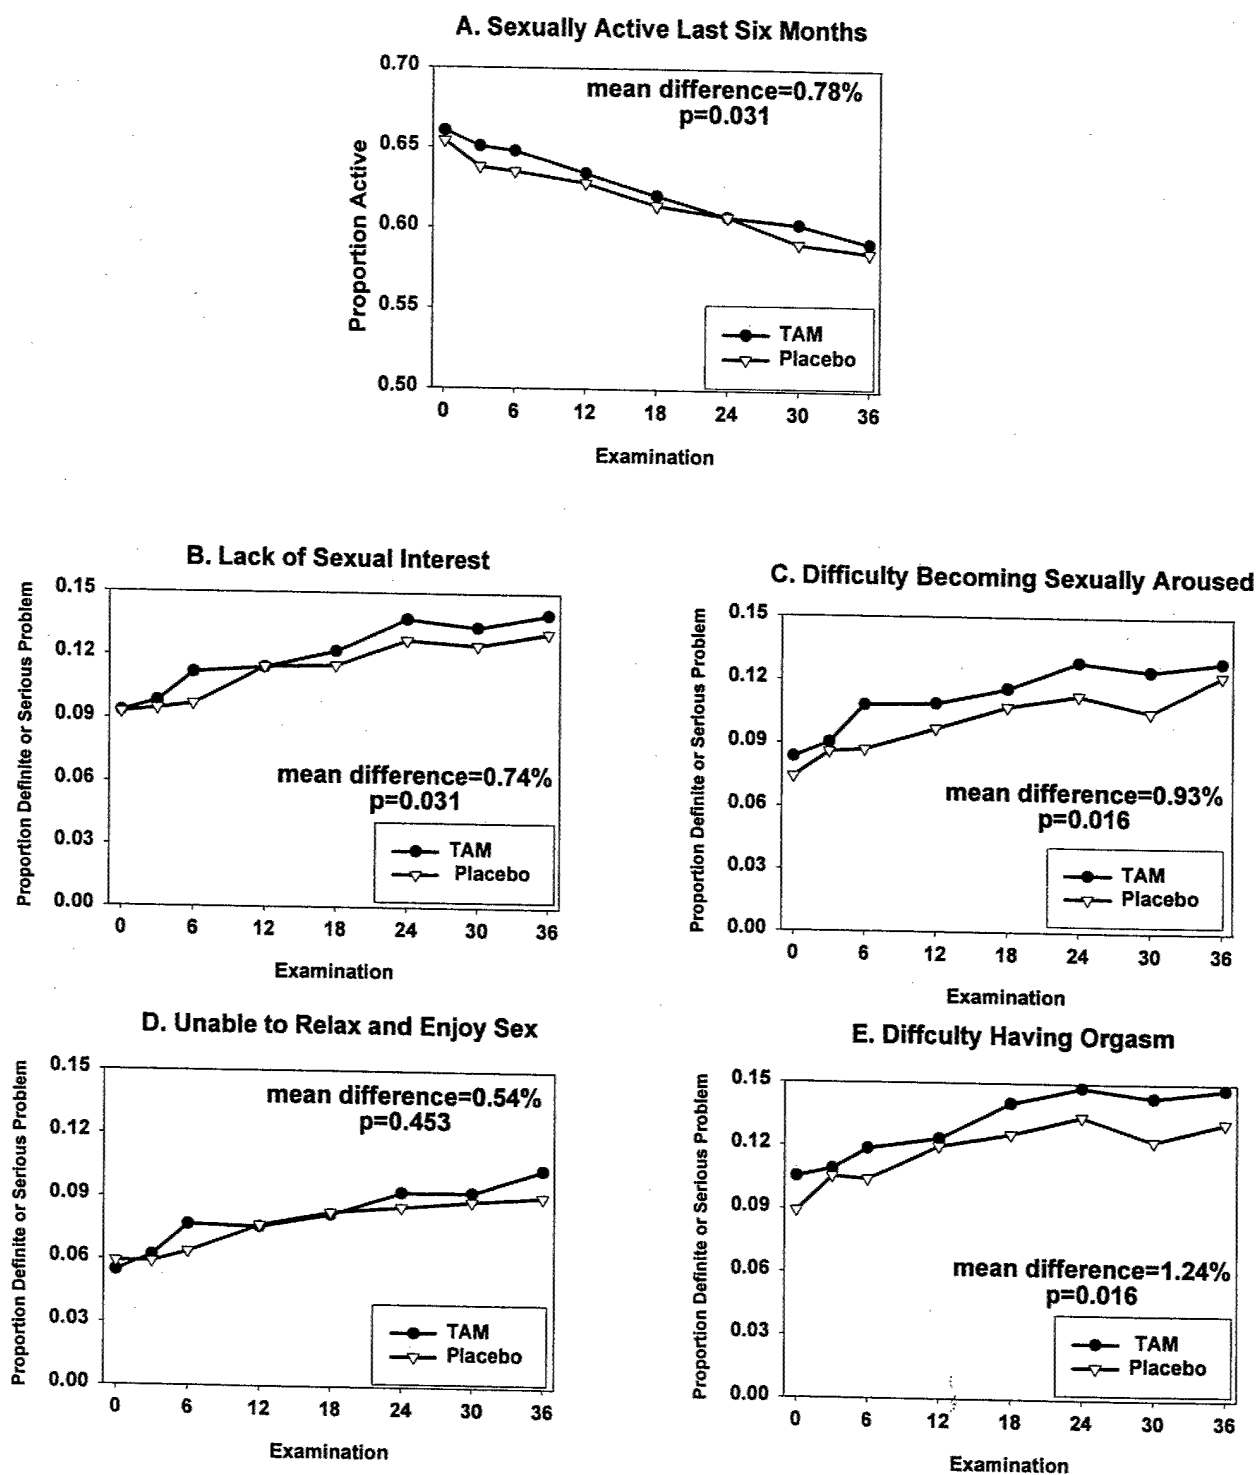 A. Sexually Active Last Six Months
0.70
0.65
0.60
0.55
0.50
Proportion Active
mean difference=0.78%
p=0.031
TAM
Placebo
0 6 12 18 24 30 36
Examination
B. Lack of Sexual Interest
0.15
0.12
0.09
0.06
0.03
0.00
Proportion Definite or Serious Problem
mean difference=0.74%
p=0.031
TAM
Placebo
0 6 12 18 24 30 36
Examination
C. Difficulty Becoming Sexually Aroused
0.15
0.12
0.09
0.06
0.03
0.00
Proportion Definite or Serious Problem
mean difference=0.93%
p=0.016
TAM
Placebo
0 6 12 18 24 30 36
Examination
D. Unable to Relax and Enjoy Sex
0.15
0.12
0.09
0.06
0.03
0.00
Proportion Definite or Serious Problem
mean difference=0.54%
p=0.453
TAM
Placebo
0 6 12 18 24 30 36
Examination
E. Diffculty Having Orgasm
0.15
0.12
0.09
0.06
0.03
0.00
Proportion Definite or Serious Problem
mean difference=1.24%
p=0.016
TAM
Placebo
0 6 12 18 24 30 36
Examination